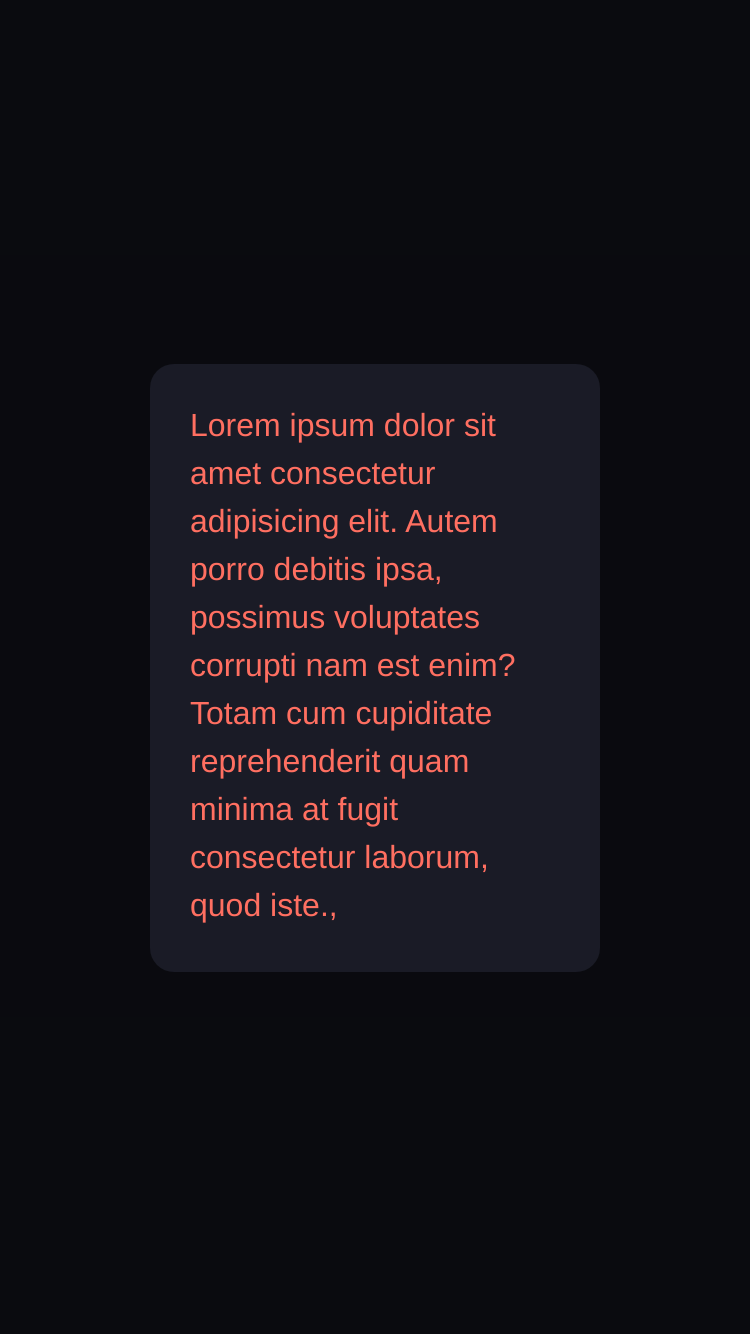 Lorem ipsum dolor sit
amet consectetur
adipisicing elit. Autem
porro debitis ipsa,
possimus voluptates
corrupti nam est enim?
Totam cum cupiditate
reprehenderit quam
minima at fugit
consectetur laborum,
quod iste.,